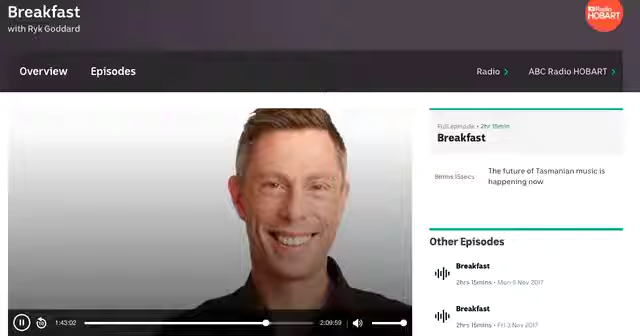 Breakfast
with Ryk Goddard
Radio
HOBART
Overview
Episodes
Radio
ABC Radio HOBART
Full episode • 2hr 15min
Breakfast
The future of Tasmanian music is
happening now
Other Episodes
Breakfast
2hrs 15mins • Mon 6 Nov 2017
Breakfast
2hrs 15mins • Fri 3 Nov 2017
1:43:02
2:09:59